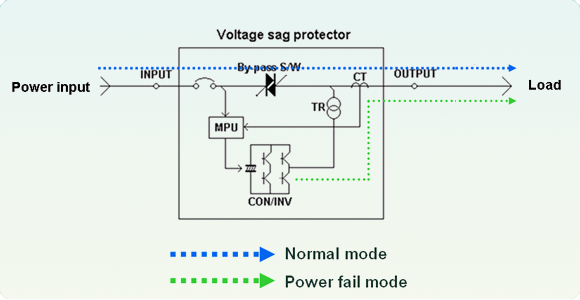 Voltage sag protector
By-pass S/W
INPUT
CT
OUTPUT
Power input
Load
TR
MPU
CON/INV
Normal mode
Power fail mode